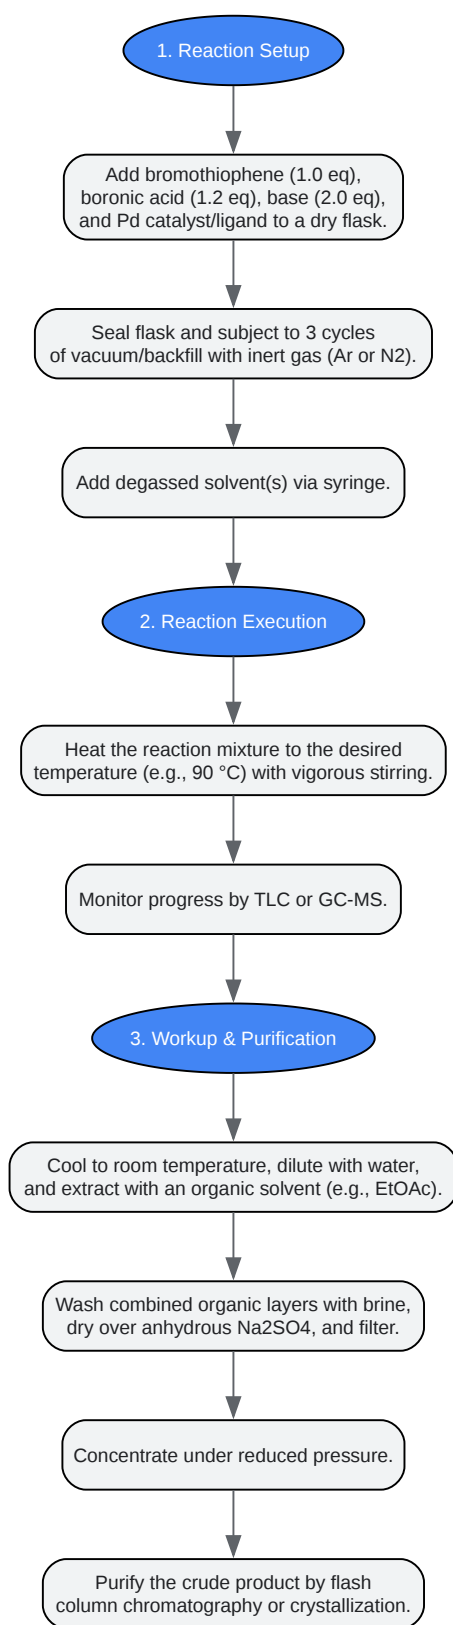 1. Reaction Setup
Add bromothiophene (1.0 eq),
boronic acid (1.2 eq), base (2.0 eq),
and Pd catalyst/ligand to a dry flask.
Seal flask and subject to 3 cycles
of vacuum/backfill with inert gas (Ar or N2).
Add degassed solvent(s) via syringe.
2. Reaction Execution
Heat the reaction mixture to the desired
temperature (e.g., 90 °C) with vigorous stirring.
Monitor progress by TLC or GC-MS.
3. Workup & Purification
Cool to room temperature, dilute with water,
and extract with an organic solvent (e.g., EtOAc).
Wash combined organic layers with brine,
dry over anhydrous Na2SO4, and filter.
Concentrate under reduced pressure.
Purify the crude product by flash
column chromatography or crystallization.